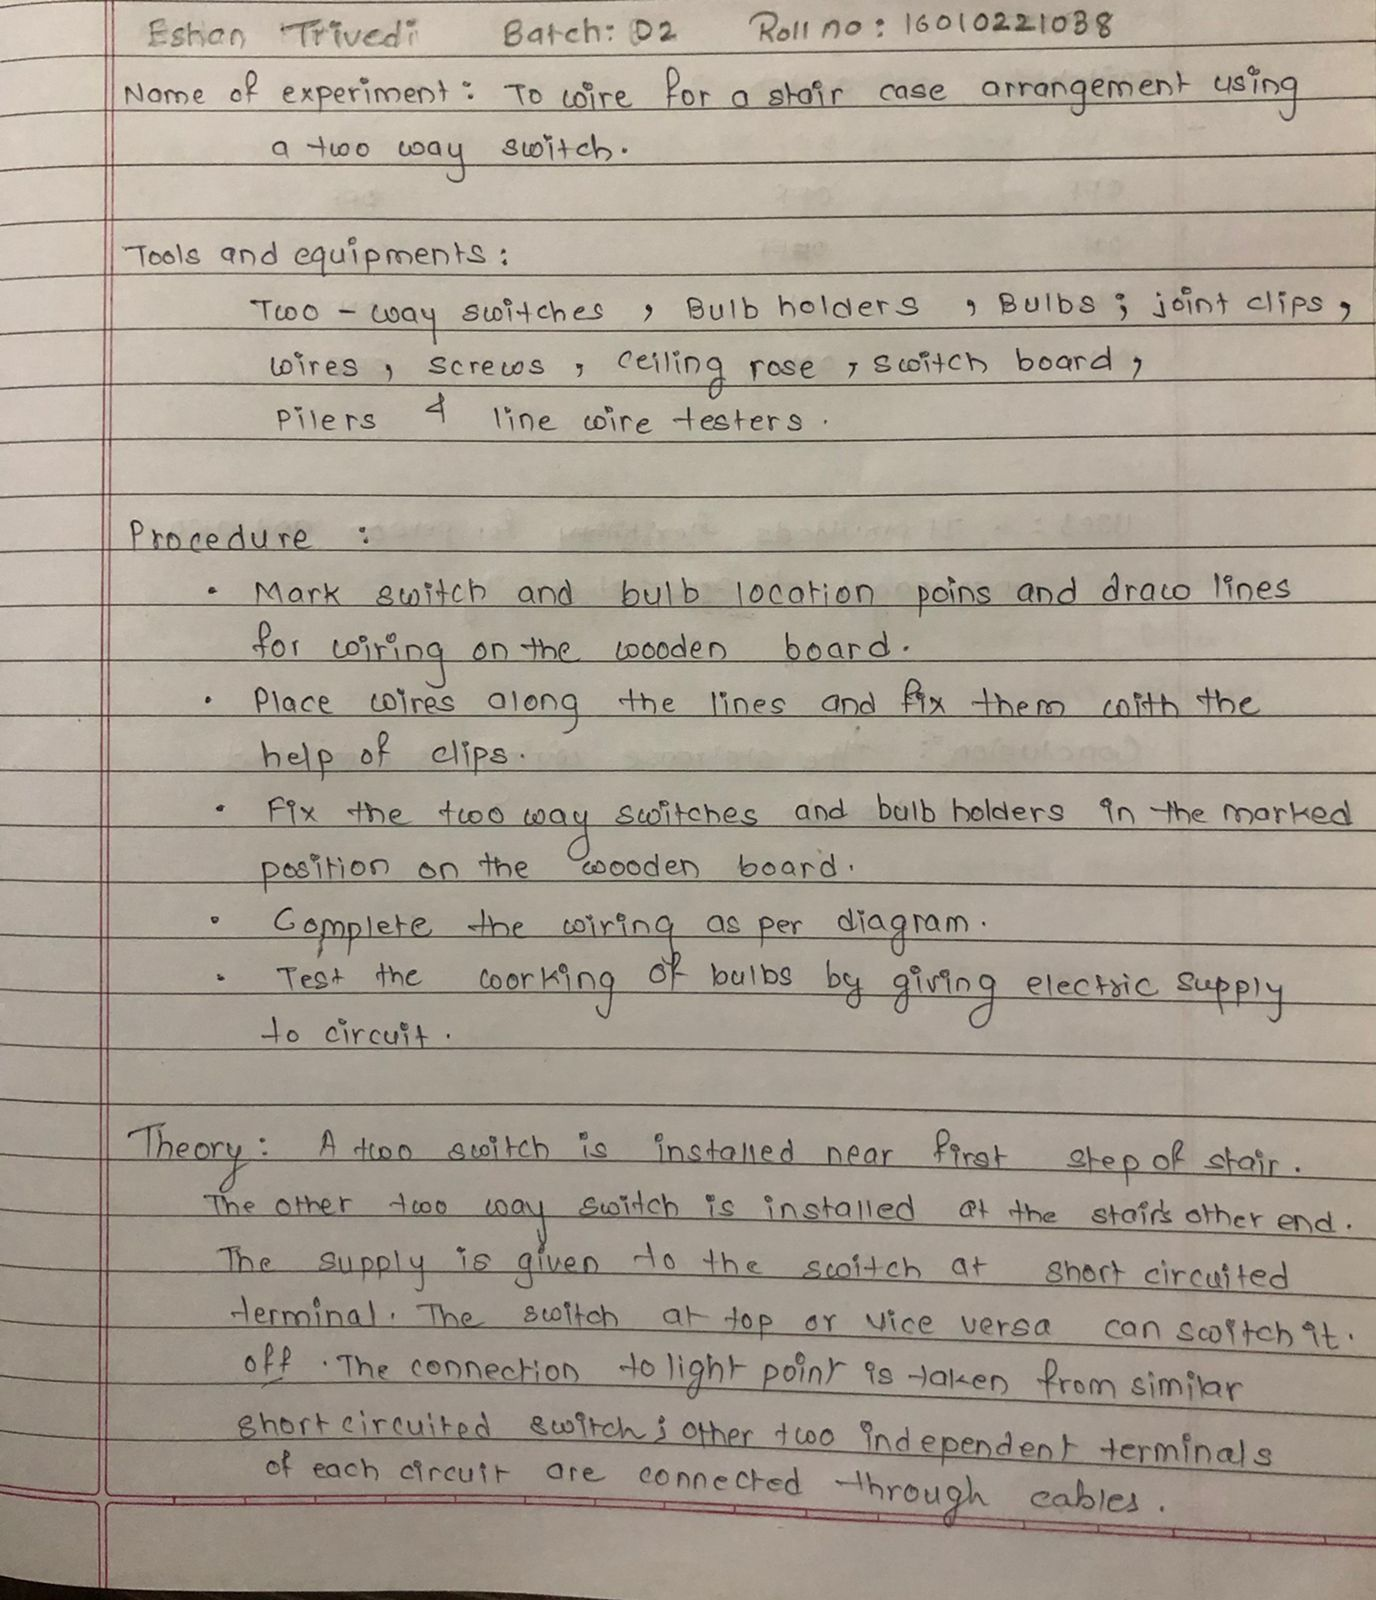 Eshan Trivedi Batch: D2 Roll no: 16010221038
Name of experiment: To wire for a stair case arrangement using
a two way switch.
Tools and equipments:
Two-way switches, Bulb holders, Bulbs; joint clips,
wires, screws, ceiling rose, switch board,
Pilers & line wire testers.
Procedure:
• Mark switch and bulb location poins and draw lines
for wiring on the wooden board.
• Place wires along the lines and fix them with the
help of clips.
• Fix the two way switches and bulb holders in the marked
position on the wooden board.
• Complete the wiring as per diagram.
• Test the working of bulbs by giving electric supply
to circuit.
Theory: A two switch is installed near first step of stair.
The other two way switch is installed at the stair's other end.
The supply is given to the switch at short circuited
terminal. The switch at top or vice versa can switch it.
off. The connection to light point is taken from similar
short circuited switch; other two independent terminals
of each circuit are connected through cables.